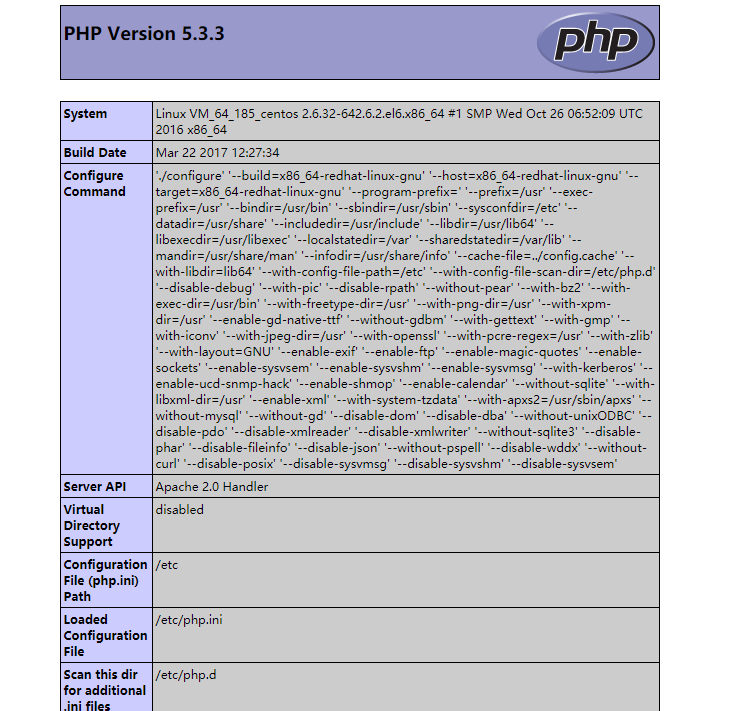 PHP Version 5.3.3
php
System
Linux VM_64_185_centos 2.6.32-642.6.2.el6.x86_64 #1 SMP Wed Oct 26 06:52:09 UTC
2016 x86_64
Build Date
Mar 22 2017 12:27:34
Configure
Command
'./configure' '--build=x86_64-redhat-linux-gnu' '--host=x86_64-redhat-linux-gnu' '--
target=x86_64-redhat-linux-gnu' '--program-prefix=' '--prefix=/usr' '--exec-
prefix=/usr' '--bindir=/usr/bin' '--sbindir=/usr/sbin' '--sysconfdir=/etc' '--
datadir=/usr/share' '--includedir=/usr/include' '--libdir=/usr/lib64' '--
libexecdir=/usr/libexec' '--localstatedir=/var' '--sharedstatedir=/var/lib' '--
mandir=/usr/share/man' '--infodir=/usr/share/info' '--cache-file=../config.cache' '--
with-libdir=lib64' '--with-config-file-path=/etc' '--with-config-file-scan-dir=/etc/php.d'
'--disable-debug' '--with-pic' '--disable-rpath' '--without-pear' '--with-bz2' '--with-
exec-dir=/usr/bin' '--with-freetype-dir=/usr' '--with-png-dir=/usr' '--with-xpm-
dir=/usr' '--enable-gd-native-ttf' '--without-gdbm' '--with-gettext' '--with-gmp' '--
with-iconv' '--with-jpeg-dir=/usr' '--with-openssl' '--with-pcre-regex=/usr' '--with-zlib'
'--with-layout=GNU' '--enable-exif' '--enable-ftp' '--enable-magic-quotes' '--enable-
sockets' '--enable-sysvsem' '--enable-sysvshm' '--enable-sysvmsg' '--with-kerberos' '--
enable-ucd-snmp-hack' '--enable-shmop' '--enable-calendar' '--without-sqlite' '--with-
libxml-dir=/usr' '--enable-xml' '--with-system-tzdata' '--with-apxs2=/usr/sbin/apxs' '--
without-mysql' '--without-gd' '--disable-dom' '--disable-dba' '--without-unixODBC' '--
disable-pdo' '--disable-xmlreader' '--disable-xmlwriter' '--without-sqlite3' '--disable-
phar' '--disable-fileinfo' '--disable-json' '--without-pspell' '--disable-wddx' '--without-
curl' '--disable-posix' '--disable-sysvmsg' '--disable-sysvshm' '--disable-sysvsem'
Server API
Apache 2.0 Handler
Virtual
Directory
Support
disabled
Configuration
File (php.ini)
Path
/etc
Loaded
Configuration
File
/etc/php.ini
Scan this dir
for additional
.ini files
/etc/php.d